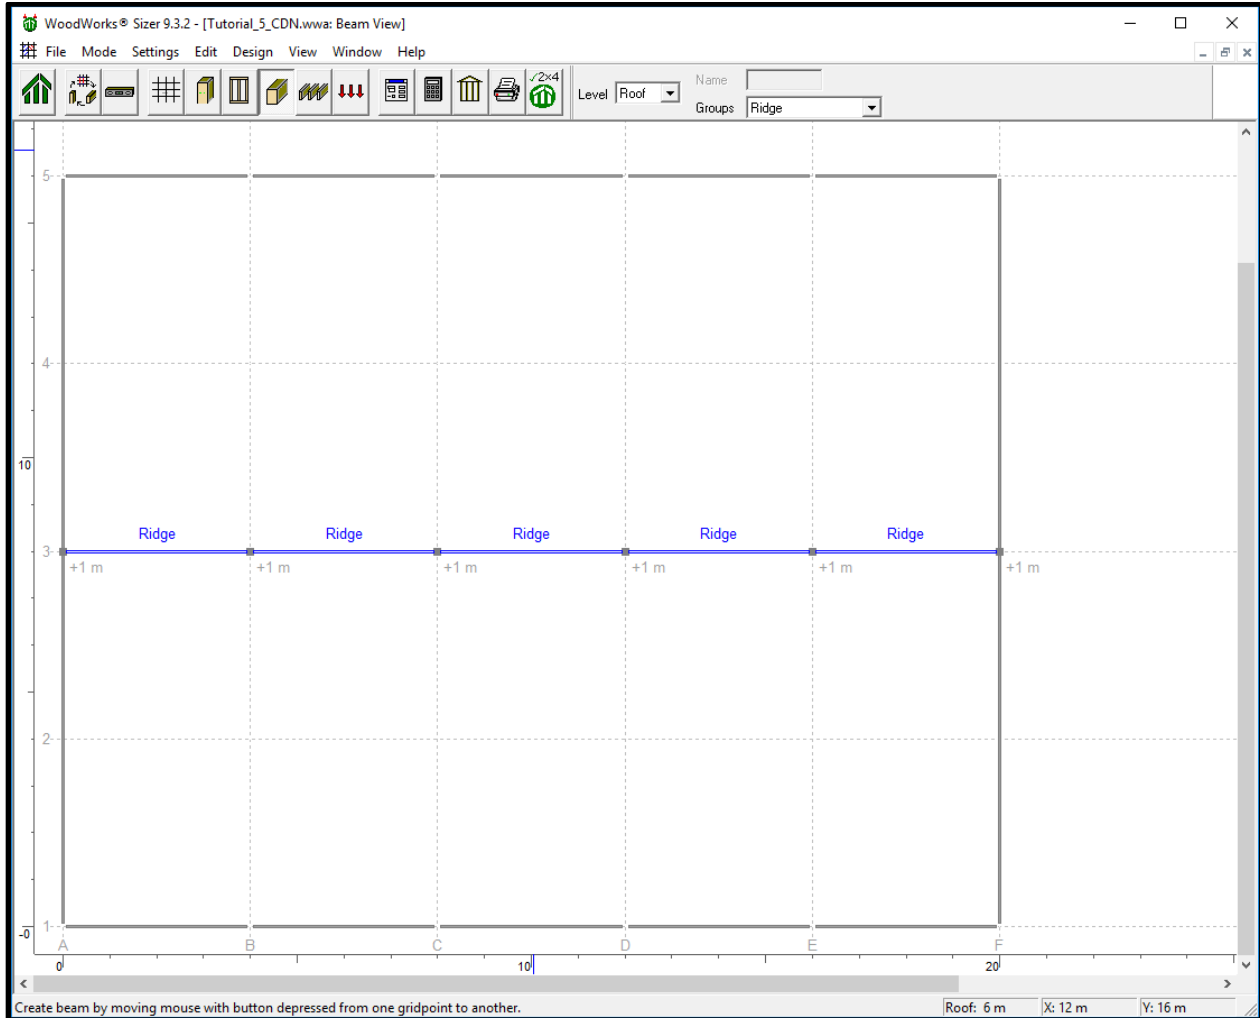 WoodWorks® Sizer 9.3.2 - [Tutorial_5_CDN.wwa: Beam View]
File Mode Settings Edit Design View Window Help
✓2×4
Level Roof
Name
Groups Ridge
5
4
10
Ridge Ridge Ridge Ridge Ridge
3
+1 m +1 m +1 m +1 m +1 m +1 m
2
1
-0
A B C D E F
0 10 20
Create beam by moving mouse with button depressed from one gridpoint to another.
Roof: 6 m X: 12 m Y: 16 m